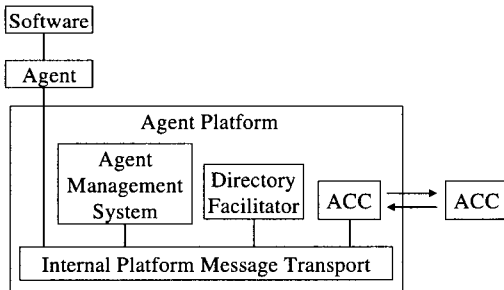 Software
Agent
Agent Platform
Agent
Management
System
Directory
Facilitator
ACC
ACC
Internal Platform Message Transport